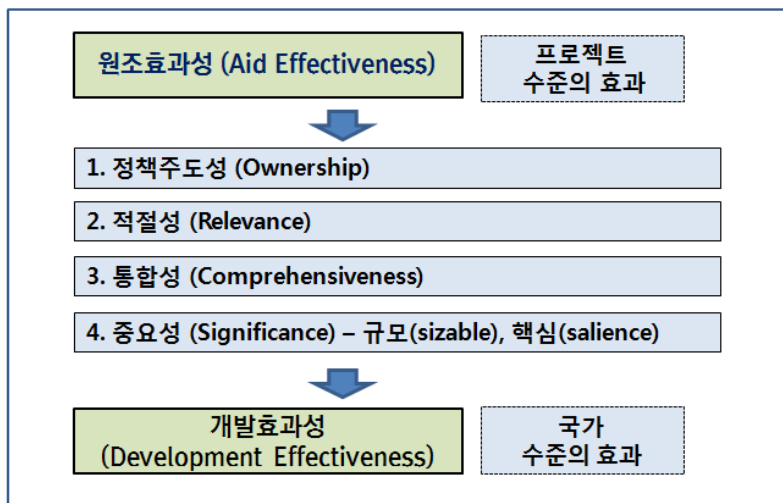 원조효과성 (Aid Effectiveness)
프로젝트
수준의 효과
1. 정책주도성 (Ownership)
2. 적절성 (Relevance)
3. 통합성 (Comprehensiveness)
4. 중요성 (Significance) – 규모(sizable), 핵심(salience)
개발효과성
(Development Effectiveness)
국가
수준의 효과